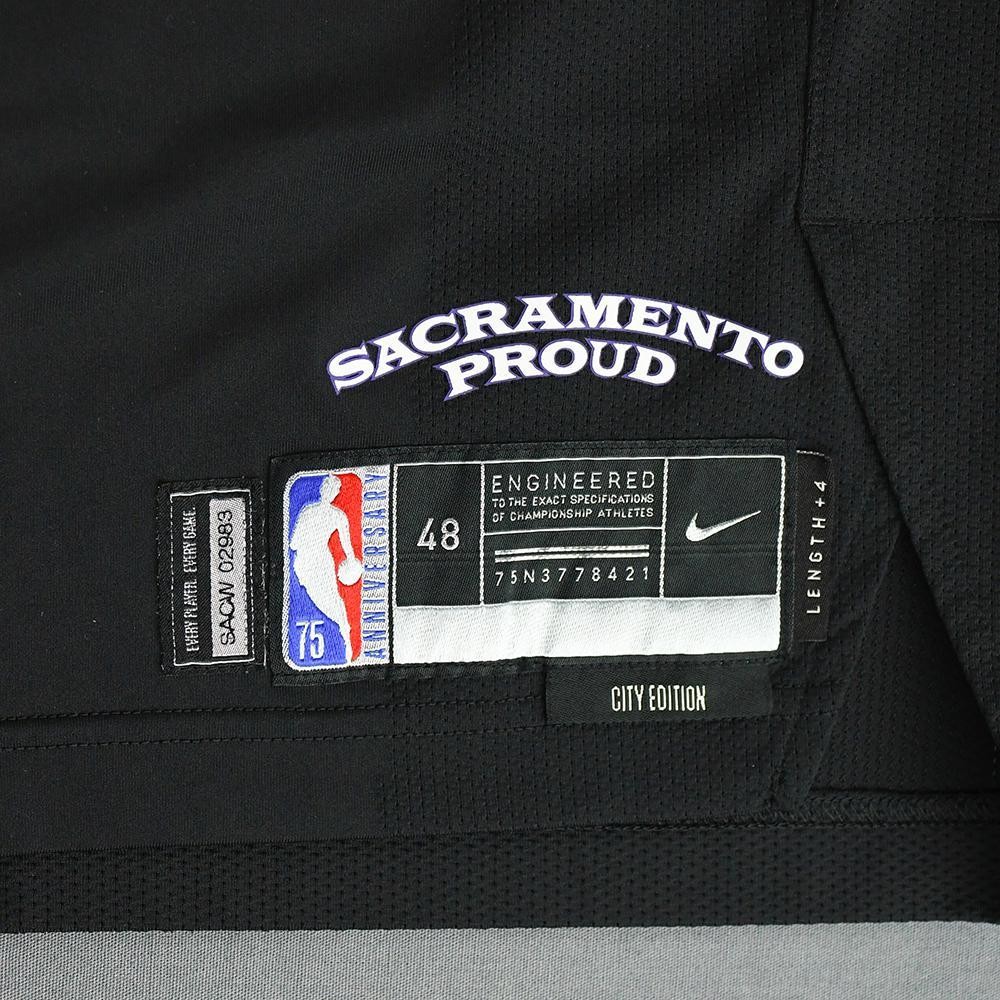 SACRAMENTO
PROUD
EVERY PLAYER. EVERY GAME.
SACW 02983
75
ANNIVERSARY
48
ENGINEERED
TO THE EXACT SPECIFICATIONS
OF CHAMPIONSHIP ATHLETES
75N3778421
LENGTH+4
CITY EDITION